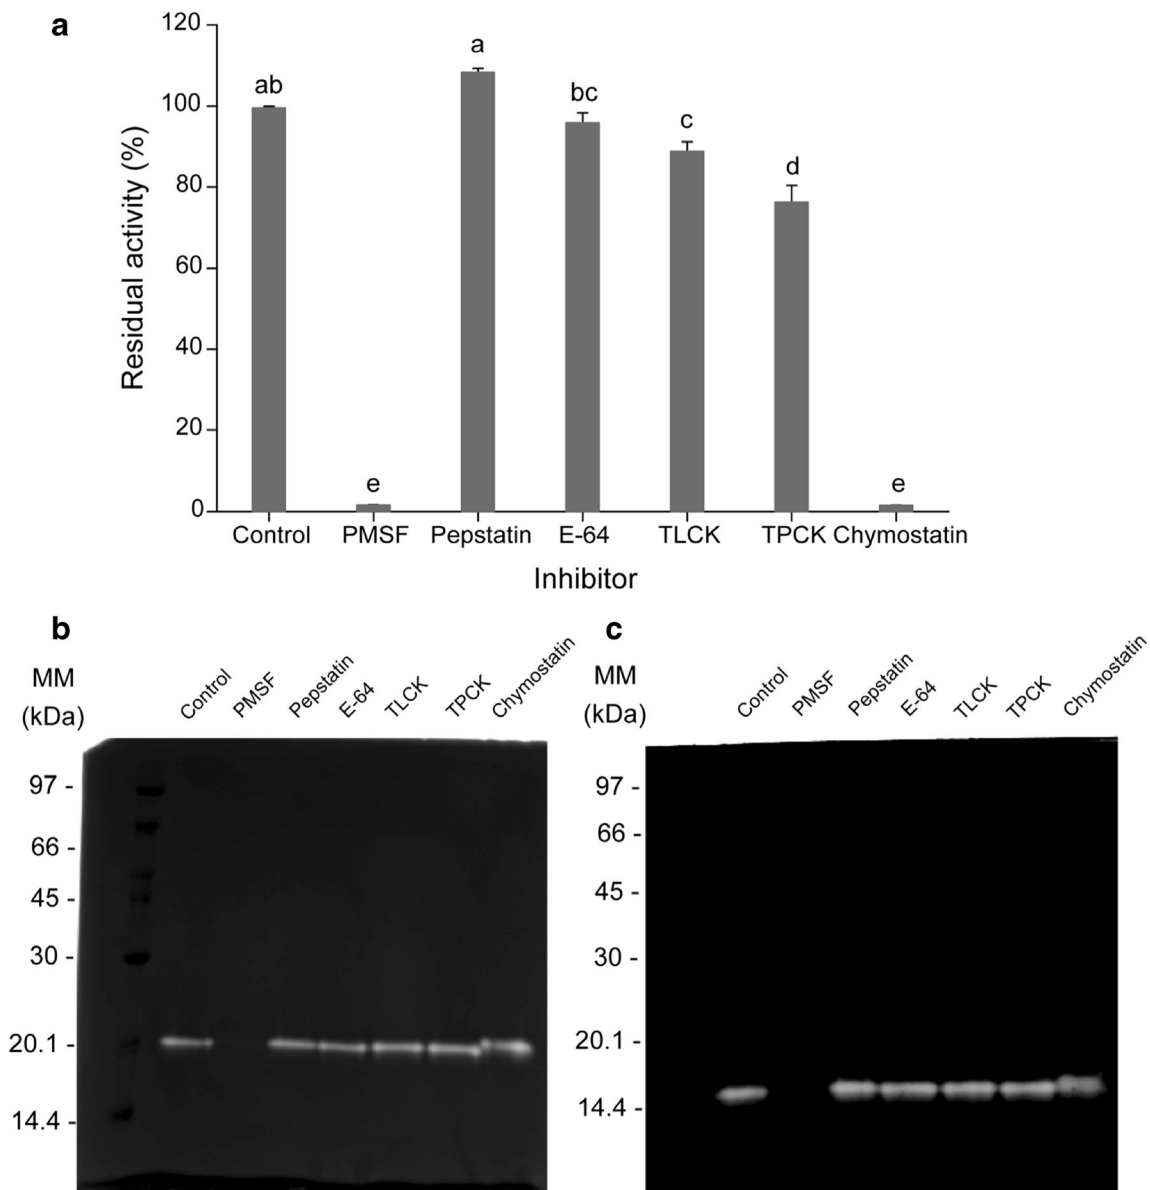 a
120
100
80
60
40
20
0
Residual activity (%)
ab
e
a
bc
c
d
e
Control PMSF Pepstatin E-64 TLCK TPCK Chymostatin
Inhibitor
b
MM
(kDa)
Control PMSF Pepstatin E-64 TLCK TPCK Chymostatin
97 -
66 -
45 -
30 -
20.1 -
14.4 -
c
MM
(kDa)
Control PMSF Pepstatin E-64 TLCK TPCK Chymostatin
97 -
66 -
45 -
30 -
20.1 -
14.4 -